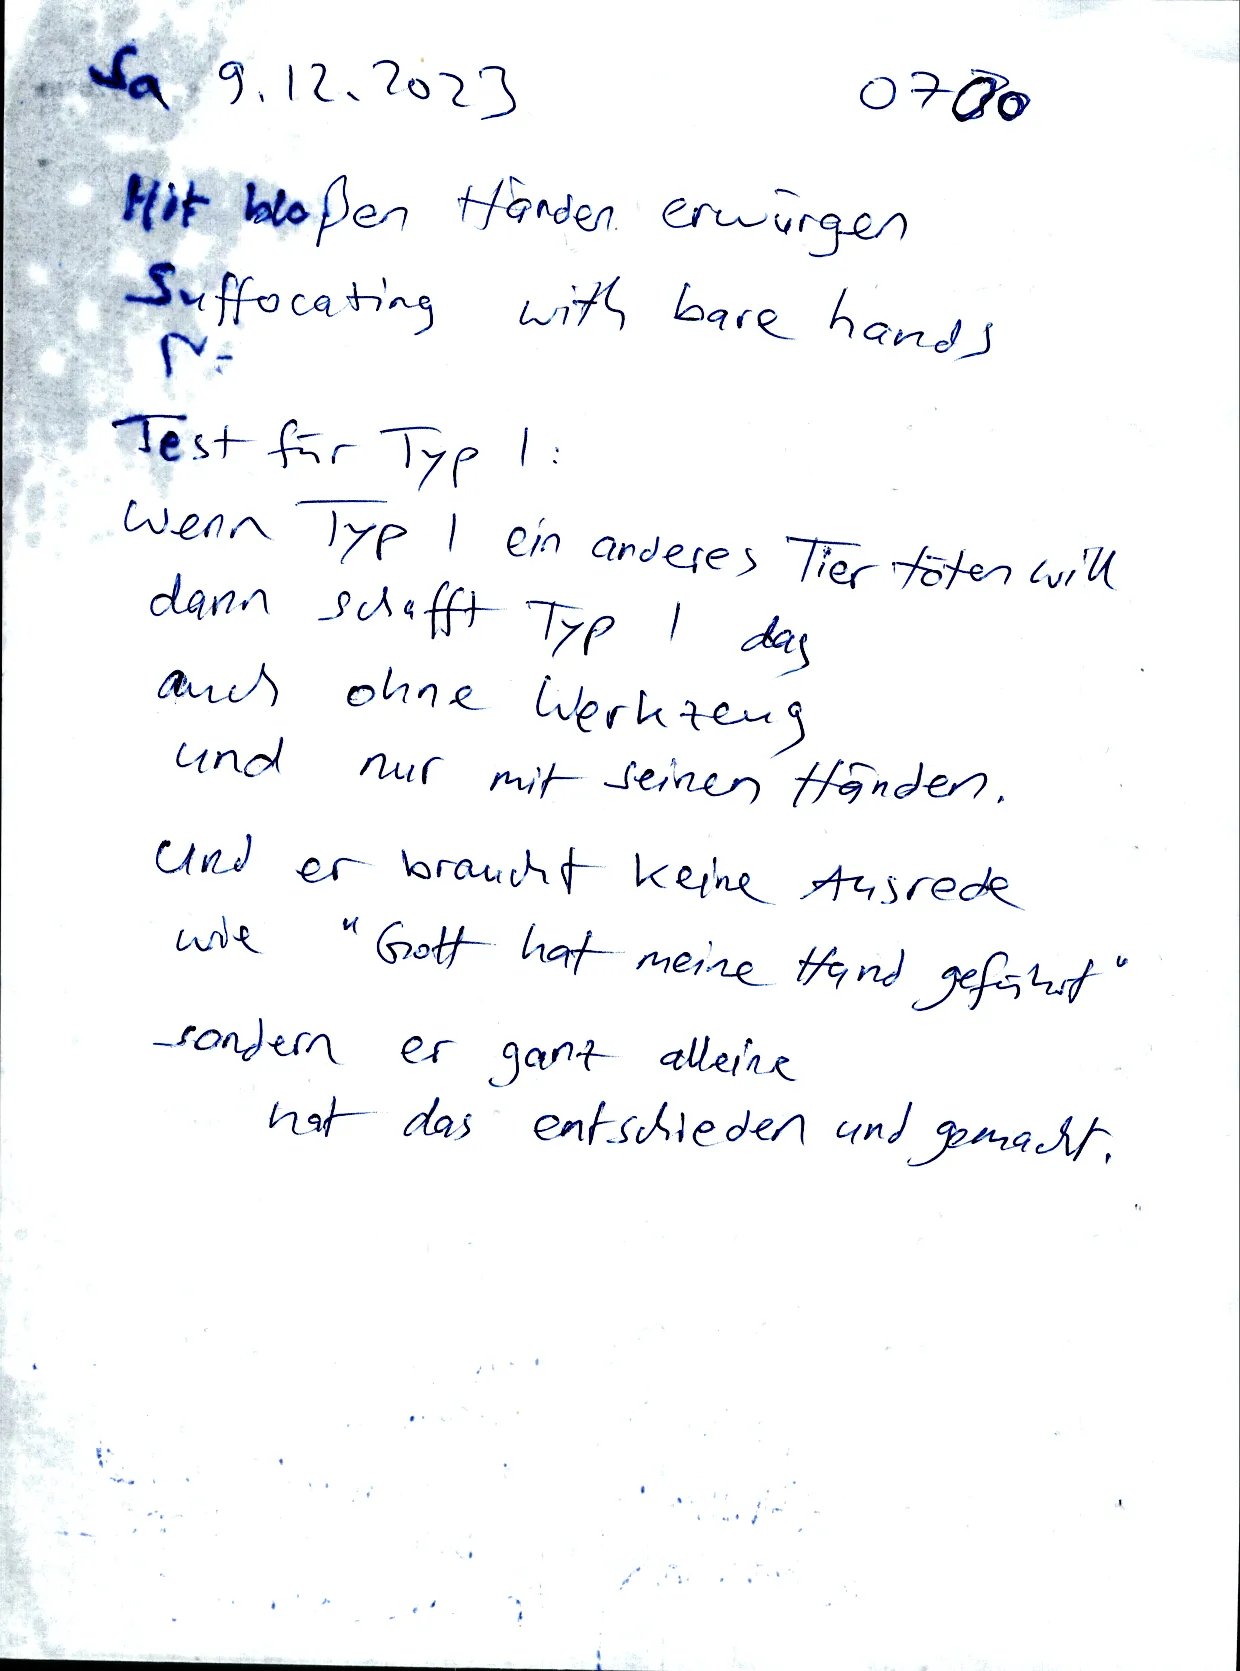 Sa 9.12.2023 0700
Mit bloßen Händen erwürgen
Suffocating with bare hands
Test für Typ 1:
Wenn Typ 1 ein anderes Tier töten will
dann schafft Typ 1 das
auch ohne Werkzeug
und nur mit seinen Händen.
Und er braucht keine Ausrede
wie "Gott hat meine Hand geführt"
sondern er ganz alleine
hat das entschieden und gemacht.